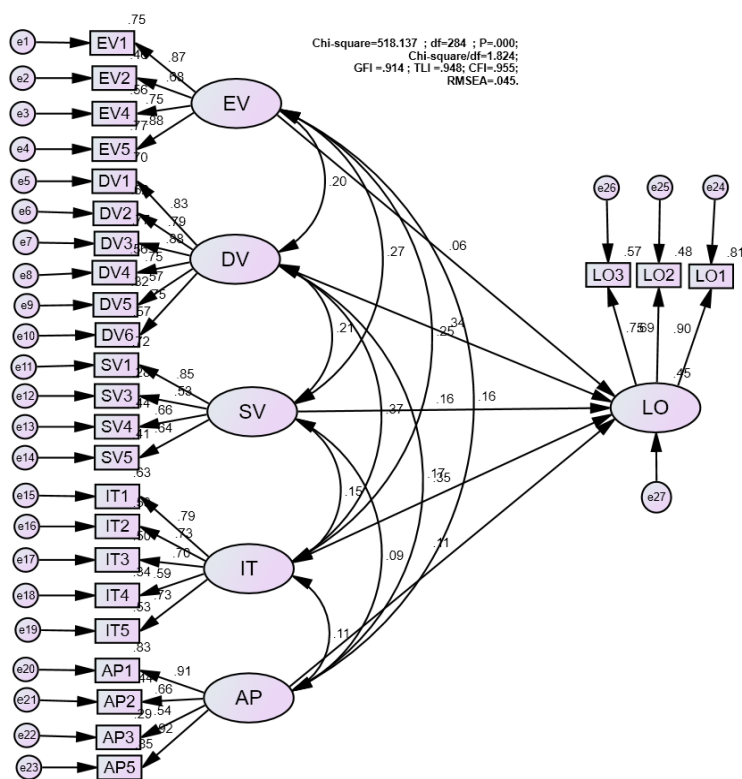 Chi-square=518.137 ; df=284 ; P=.000;
Chi-square/df=1.824;
GFI =.914 ; TLI =.948; CFI=.955;
RMSEA=.045.
.75
e1 EV1 .87
e2 EV2 .68
e3 EV4 .75
.77 .88
e4 EV5
.70
EV
e5 DV1 .83
e6 DV2 .79
e7 DV3 .88
e8 DV4 .75
e9 DV5
.57
e10 DV6
.72
DV
e11 SV1 .85
e12 SV3 .53
e13 SV4 .66
.41 .64
e14 SV5
.63
SV
e15 IT1 .79
e16 IT2 .73
.50
e17 IT3
.34 .59
e18 IT4 .73
.53
e19 IT5
.83
IT
e20 AP1 .91
e21 AP2 .66
.29 .54
e22 AP3
e23 AP5
AP
.20
.27
.06
.21
.34
.25
.16
.16
.37
.15
.17
.35
.09
.11
.11
e26 e25 e24
.57 .48 .81
LO3 LO2 LO1
.75 .69 .90
.45
LO
e27